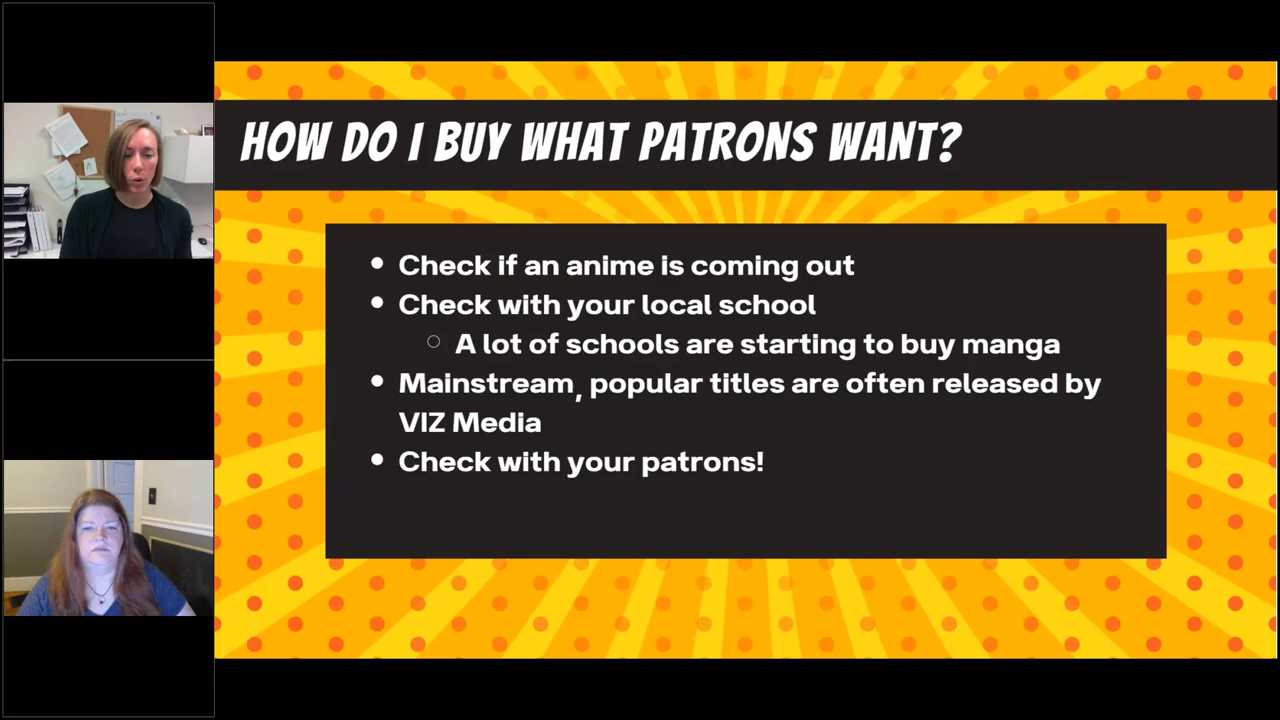 HOW DO I BUY WHAT PATRONS WANT?
Check if an anime is coming out
Check with your local school
A lot of schools are starting to buy manga
Mainstream, popular titles are often released by
VIZ Media
Check with your patrons!